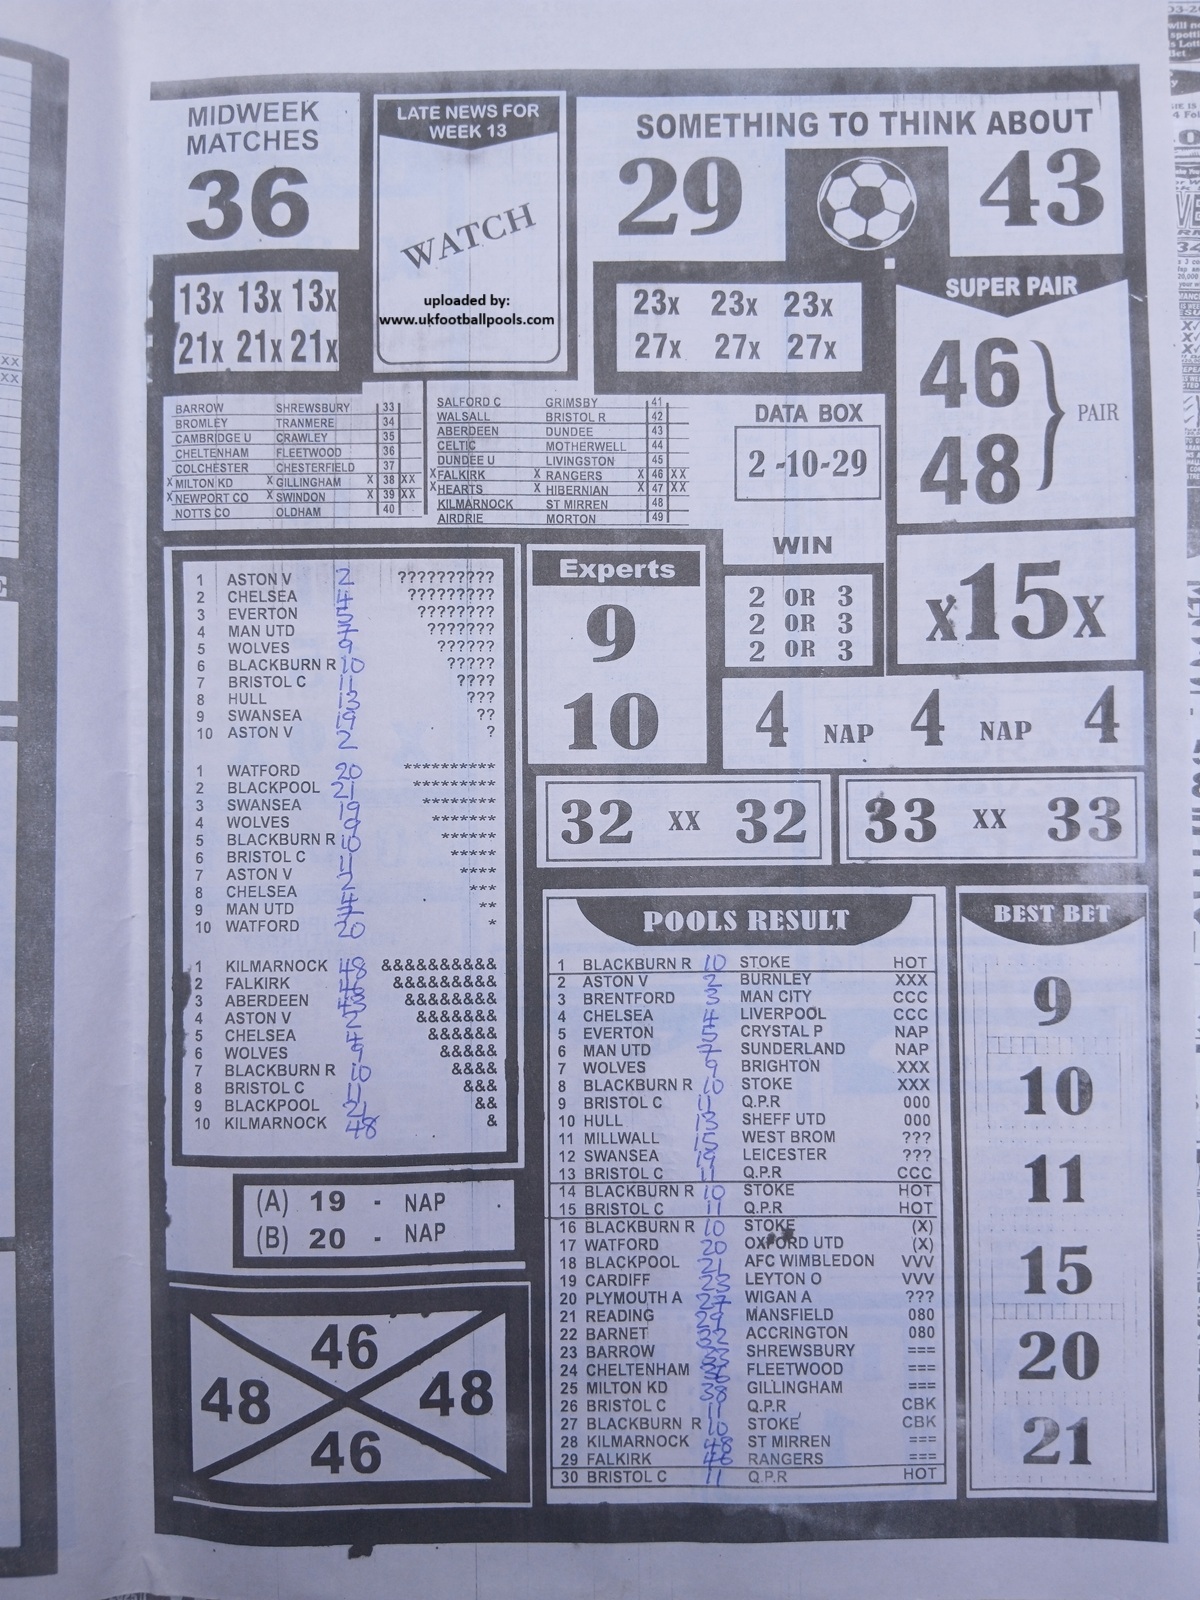 MIDWEEK
MATCHES
36
LATE NEWS FOR
WEEK 13
WATCH
uploaded by:
www.ukfootballpools.com
SOMETHING TO THINK ABOUT
29 43
13x 13x 13x
21x 21x 21x
23x 23x 23x
27x 27x 27x
SUPER PAIR
46
48
PAIR
BARROW SHREWSBURY 33
BROMLEY TRANMERE 34
CAMBRIDGE U CRAWLEY 35
CHELTENHAM FLEETWOOD 36
COLCHESTER CHESTERFIELD 37
X MILTON KD X GILLINGHAM X 38 XX
X NEWPORT CO X SWINDON X 39 XX
NOTTS CO OLDHAM 40
SALFORD C GRIMSBY 41
WALSALL BRISTOL R 42
ABERDEEN DUNDEE 43
CELTIC MOTHERWELL 44
DUNDEE U LIVINGSTON 45
X FALKIRK X RANGERS X 46 XX
X HEARTS X HIBERNIAN X 47 XX
KILMARNOCK ST MIRREN 48
AIRDRIE MORTON 49
DATA BOX
2 -10-29
WIN
2 OR 3
2 OR 3
2 OR 3
x15x
Experts
9
10
4 NAP 4 NAP 4
32 XX 32
33 XX 33
1 ASTON V 2 ??????????
2 CHELSEA 4 ?????????
3 EVERTON 5 ????????
4 MAN UTD 7 ???????
5 WOLVES 9 ??????
6 BLACKBURN R 10 ?????
7 BRISTOL C 11 ????
8 HULL 13 ???
9 SWANSEA 19 ??
10 ASTON V 2 ?
1 WATFORD 20 **********
2 BLACKPOOL 21 *********
3 SWANSEA 19 ********
4 WOLVES 9 *******
5 BLACKBURN R 10 ******
6 BRISTOL C 11 *****
7 ASTON V 2 ****
8 CHELSEA 4 ***
9 MAN UTD 7 **
10 WATFORD 20 *
1 KILMARNOCK 48 &&&&&&&&&&
2 FALKIRK 46 &&&&&&&&&
3 ABERDEEN 43 &&&&&&&&
4 ASTON V 2 &&&&&&&
5 CHELSEA 4 &&&&&&
6 WOLVES 9 &&&&&
7 BLACKBURN R 10 &&&&
8 BRISTOL C 11 &&&
9 BLACKPOOL 21 &&
10 KILMARNOCK 48 &
(A) 19 - NAP
(B) 20 - NAP
46
48 48
46
POOLS RESULT
1 BLACKBURN R 10 STOKE HOT
2 ASTON V 2 BURNLEY XXX
3 BRENTFORD 3 MAN CITY CCC
4 CHELSEA 4 LIVERPOOL CCC
5 EVERTON 5 CRYSTAL P NAP
6 MAN UTD 7 SUNDERLAND NAP
7 WOLVES 9 BRIGHTON XXX
8 BLACKBURN R 10 STOKE XXX
9 BRISTOL C 11 Q.P.R 000
10 HULL 13 SHEFF UTD 000
11 MILLWALL 15 WEST BROM ???
12 SWANSEA 19 LEICESTER ???
13 BRISTOL C 11 Q.P.R CCC
14 BLACKBURN R 10 STOKE HOT
15 BRISTOL C 11 Q.P.R HOT
16 BLACKBURN R 10 STOKE (X)
17 WATFORD 20 OXFORD UTD (X)
18 BLACKPOOL 21 AFC WIMBLEDON VVV
19 CARDIFF 23 LEYTON O VVV
20 PLYMOUTH A 27 WIGAN A ???
21 READING 29 MANSFIELD 080
22 BARNET 32 ACCRINGTON 080
23 BARROW 33 SHREWSBURY ===
24 CHELTENHAM 36 FLEETWOOD ===
25 MILTON KD 38 GILLINGHAM ===
26 BRISTOL C 11 Q.P.R CBK
27 BLACKBURN R 10 STOKE CBK
28 KILMARNOCK 48 ST MIRREN ===
29 FALKIRK 46 RANGERS ===
30 BRISTOL C 11 Q.P.R HOT
BEST BET
9
10
11
15
20
21